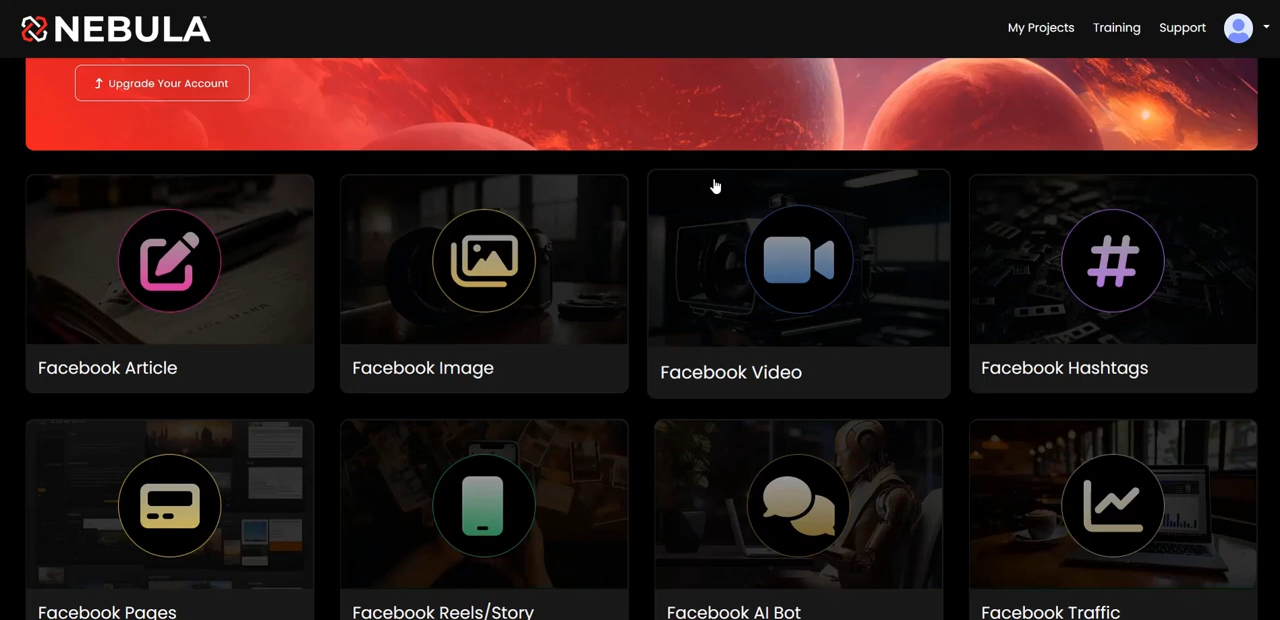 NEBULA
My Projects
Training
Support
Upgrade Your Account
Facebook Article
Facebook Image
Facebook Video
Facebook Hashtags
Facebook Pages
Facebook Reels/Story
Facebook AI Bot
Facebook Traffic